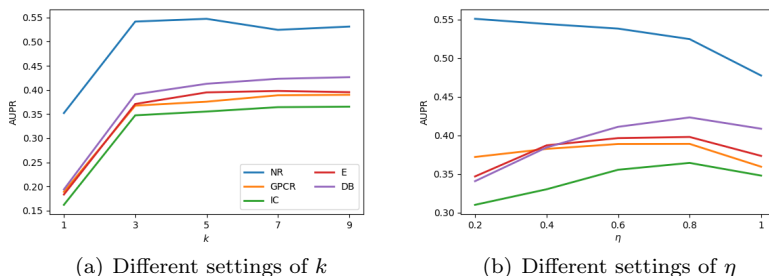 0.55
0.50
0.45
0.40
0.35
0.30
0.25
0.20
0.15
AUPR
1 3 5 7 9
k
NR E
GPCR DB
IC
(a) Different settings of k
0.55
0.50
0.45
0.40
0.35
0.30
AUPR
0.2 0.4 0.6 0.8 1
η
(b) Different settings of η